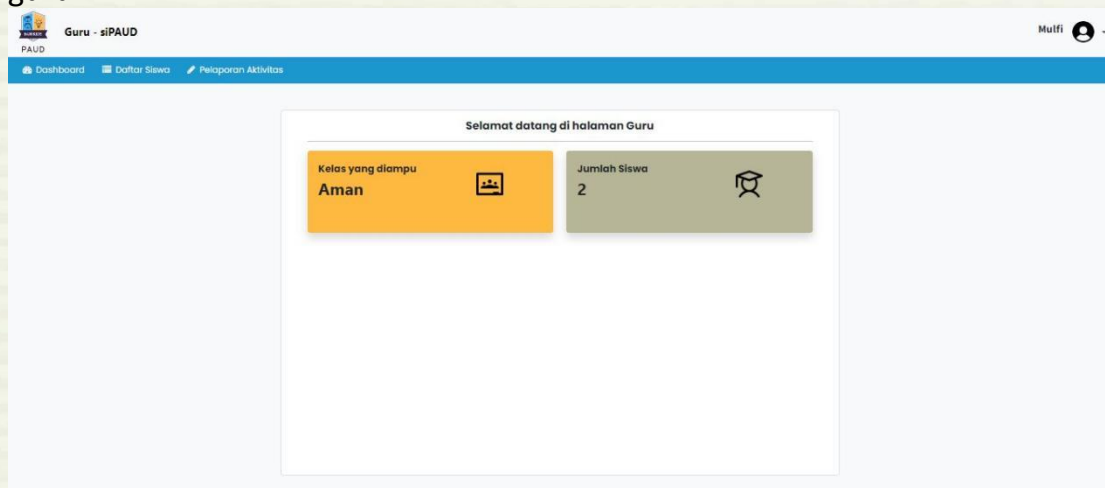 Guru - siPAUD
Mulfi
PAUD
Dashboard Daftar Siswa Pelaporan Aktivitas
Selamat datang di halaman Guru
Kelas yang diampu
Aman
Jumlah Siswa
2